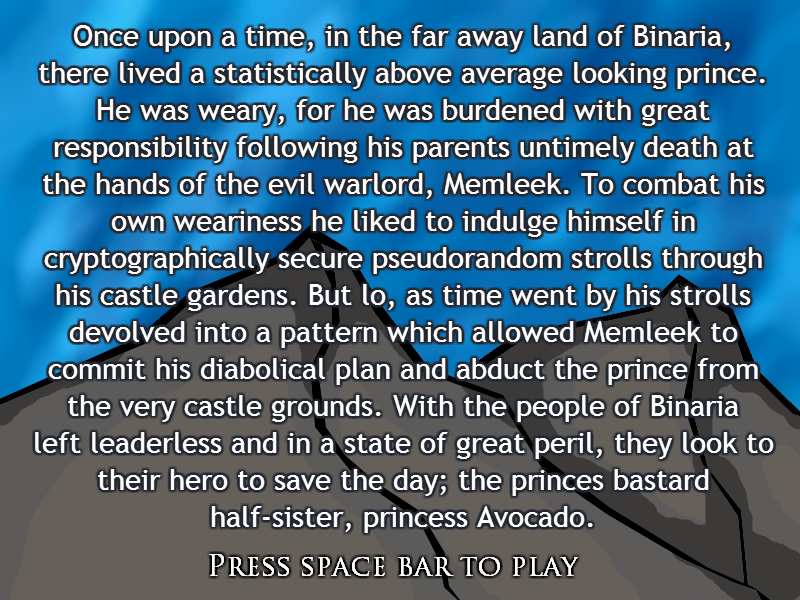 Once upon a time, in the far away land of Binaria,
there lived a statistically above average looking prince.
He was weary, for he was burdened with great
responsibility following his parents untimely death at
the hands of the evil warlord, Memleek. To combat his
own weariness he liked to indulge himself in
cryptographically secure pseudorandom strolls through
his castle gardens. But lo, as time went by his strolls
devolved into a pattern which allowed Memleek to
commit his diabolical plan and abduct the prince from
the very castle grounds. With the people of Binaria
left leaderless and in a state of great peril, they look to
their hero to save the day; the princes bastard
half-sister, princess Avocado.
Press space bar to play